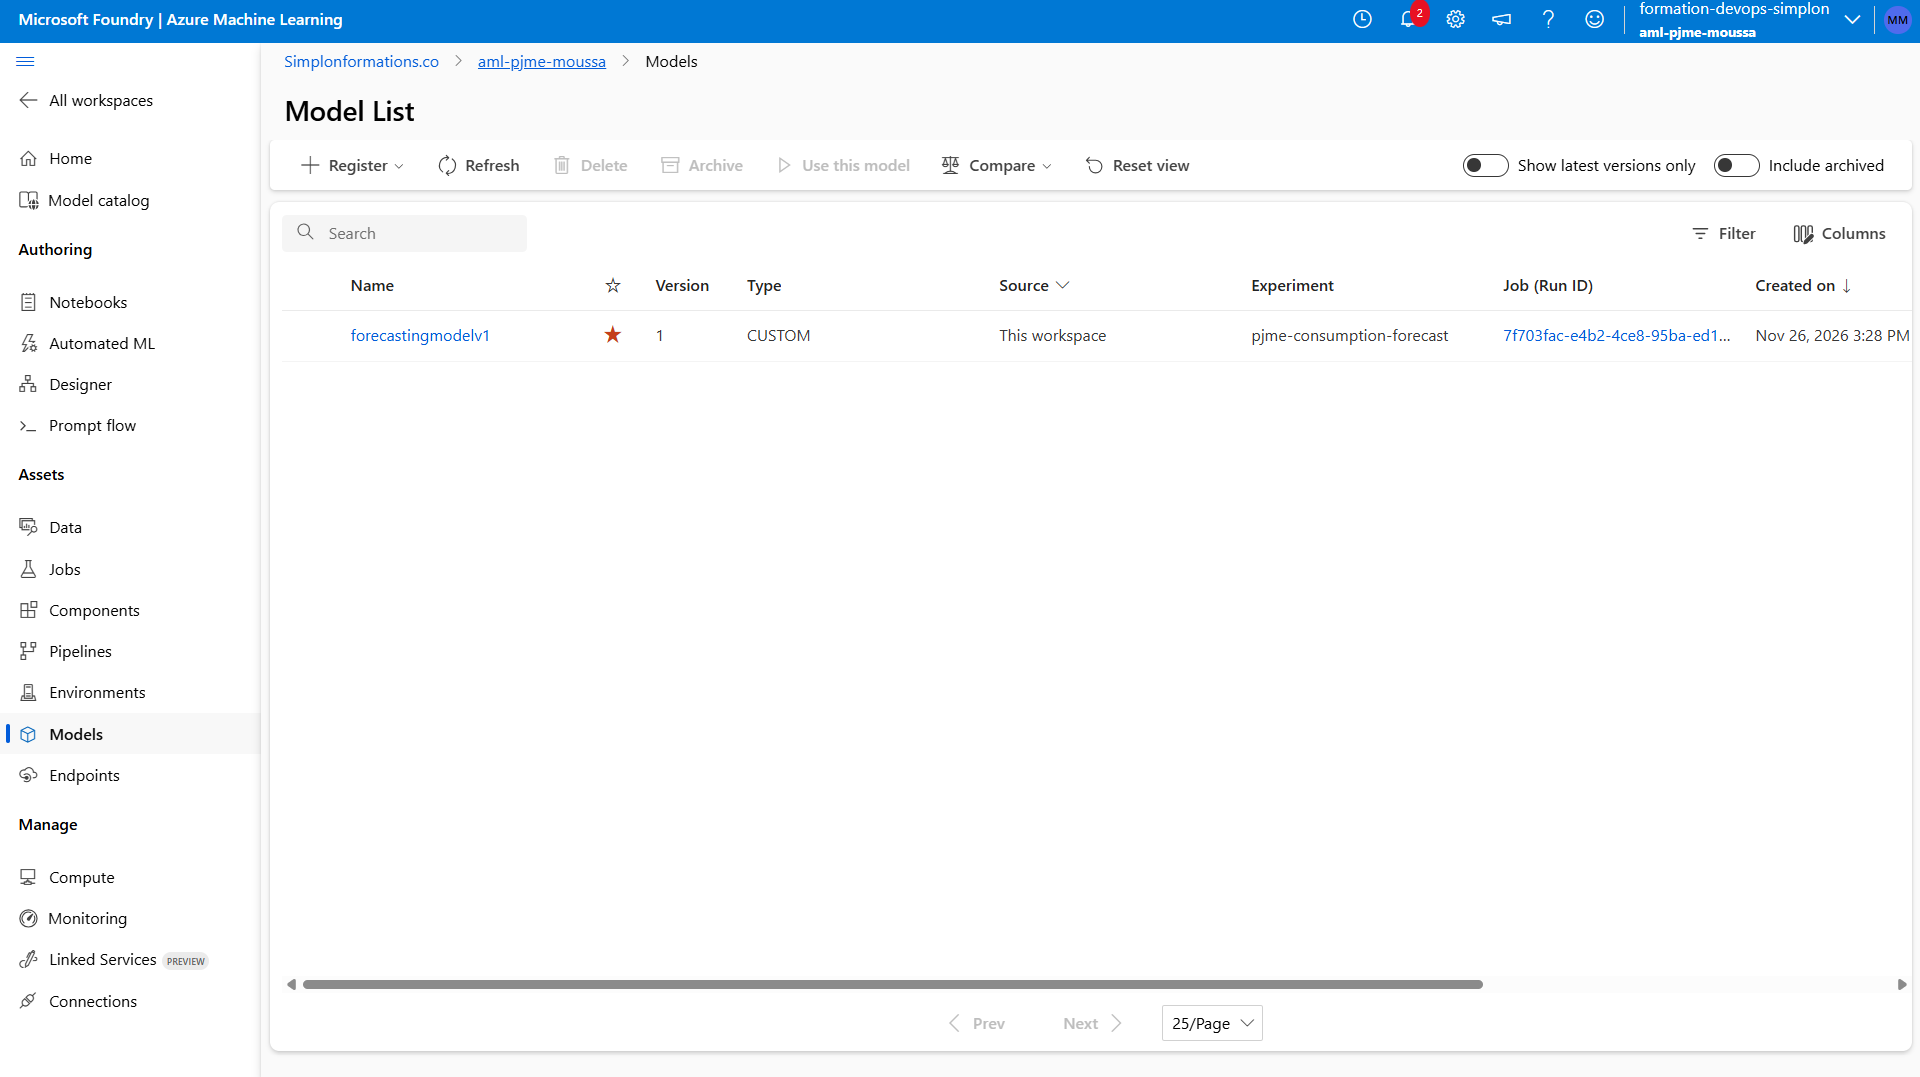 Microsoft Foundry | Azure Machine Learning
2
formation-devops-simplon
aml-pjme-moussa
MM
All workspaces
Home
Model catalog
Authoring
Notebooks
Automated ML
Designer
Prompt flow
Assets
Data
Jobs
Components
Pipelines
Environments
Models
Endpoints
Manage
Compute
Monitoring
Linked Services PREVIEW
Connections
Simplonformations.co > aml-pjme-moussa > Models
Model List
Register Refresh Delete Archive Use this model Compare Reset view Show latest versions only Include archived
Search Filter Columns
Name Version Type Source Experiment Job (Run ID) Created on
forecastingmodelv1 1 CUSTOM This workspace pjme-consumption-forecast 7f703fac-e4b2-4ce8-95ba-ed1... Nov 26, 2026 3:28 PM
Prev Next 25/Page